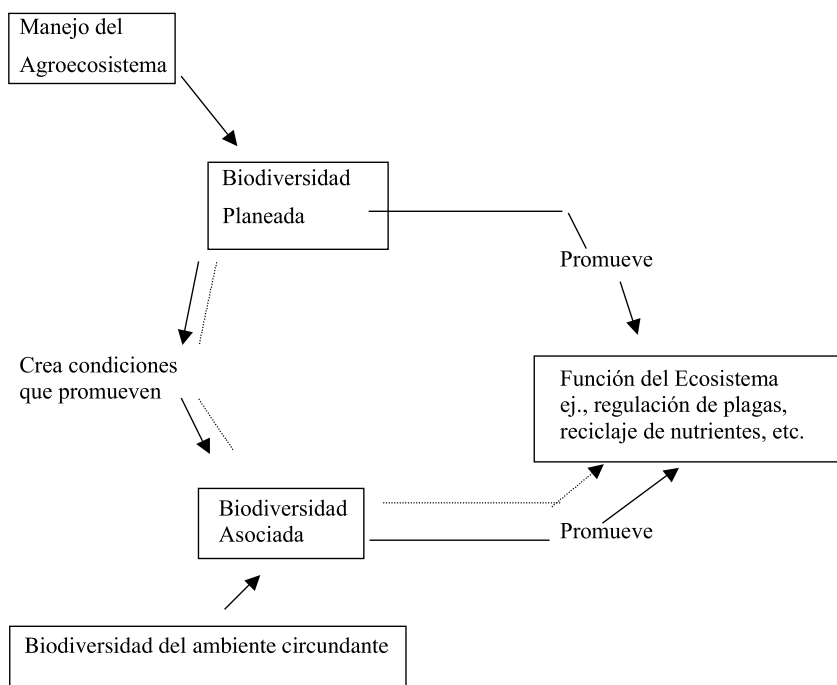 Manejo del
Agroecosistema
Biodiversidad
Planeada
Promueve
Crea condiciones
que promueven
Función del Ecosistema
ej., regulación de plagas,
reciclaje de nutrientes, etc.
Biodiversidad
Asociada
Promueve
Biodiversidad del ambiente circundante